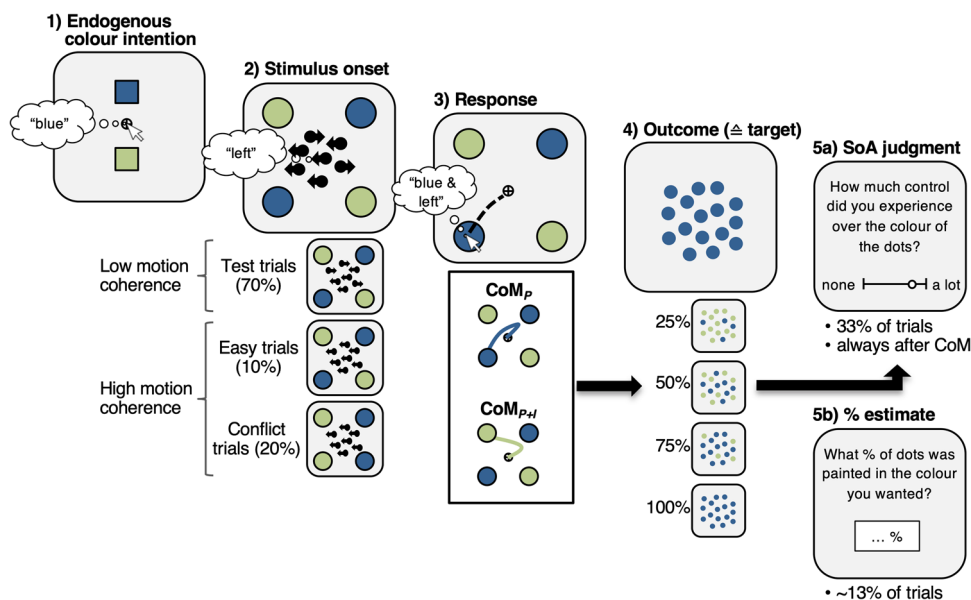 1) Endogenous
colour intention
“blue”
2) Stimulus onset
“left”
3) Response
“blue &
left”
4) Outcome (≙ target)
5a) SoA judgment
How much control
did you experience
over the colour of
the dots?
none
a lot
• 33% of trials
• always after CoM
Low motion
coherence
Test trials
(70%)
High motion
coherence
Easy trials
(10%)
Conflict
trials (20%)
CoMP
CoMP+I
25%
50%
75%
100%
5b) % estimate
What % of dots was
painted in the colour
you wanted?
... %
• ~13% of trials